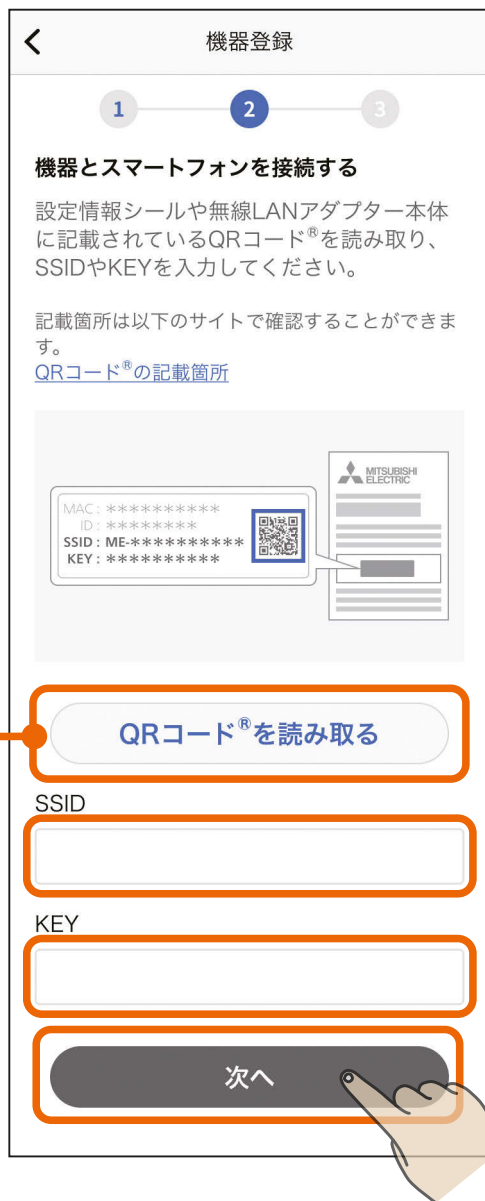 機器登録
1 2 3
機器とスマートフォンを接続する
設定情報シールや無線LANアダプター本体
に記載されているQRコード®を読み取り、
SSIDやKEYを入力してください。
記載箇所は以下のサイトで確認することができま
す。
QRコード®の記載箇所
MITSUBISHI
ELECTRIC
MAC : **********
ID : ********
SSID : ME-**********
KEY : **********
QRコード®を読み取る
SSID
KEY
次へ